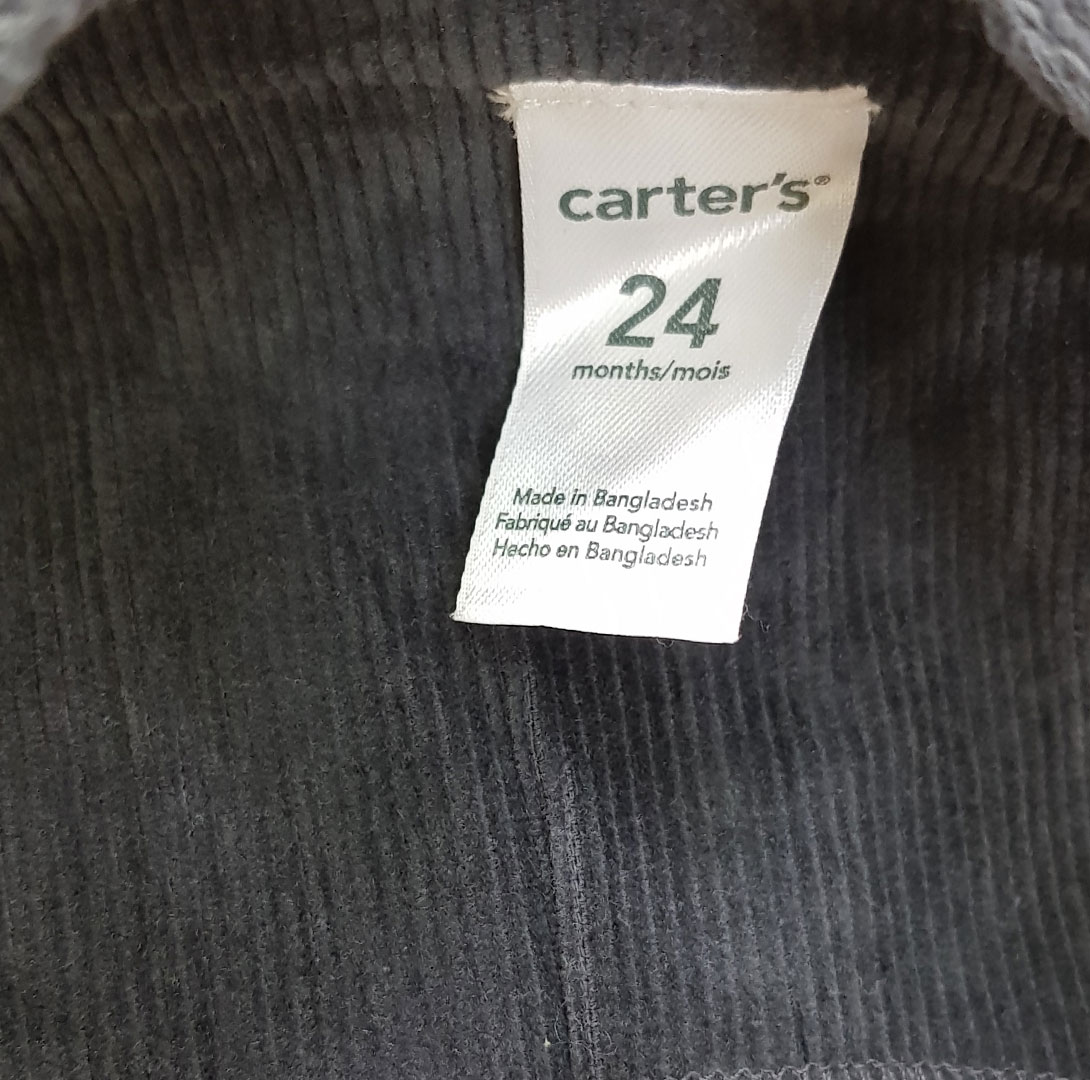 carter's®
24
months/mois
Made in Bangladesh
Fabriqué au Bangladesh
Hecho en Bangladesh